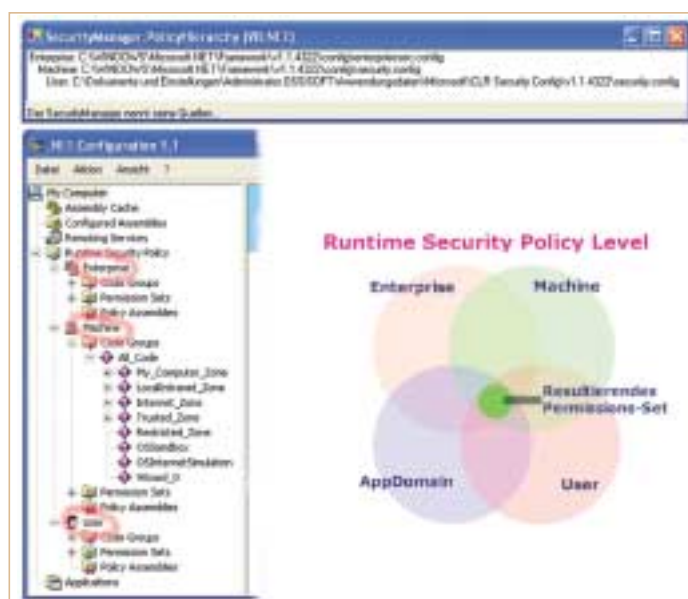 SecurityManager.PolicyHierarchy (VB.NET)
Enterprise: C:\WINDOWS\Microsoft.NET\Framework\v1.1.4322\config\enterprisesec.config
Machine: C:\WINDOWS\Microsoft.NET\Framework\v1.1.4322\config\security.config
User: C:\Dokumente und Einstellungen\Administrator.DSISOFT\Anwendungsdaten\Microsoft\CLR Security Config\v1.1.4322\security.config
Der SecurityManager nennt seine Quellen...
.NET Configuration 1.1
Datei Aktion Ansicht ?
My Computer
Assembly Cache
Configured Assemblies
Remoting Services
Runtime Security Policy
Enterprise
Code Groups
Permission Sets
Policy Assemblies
Machine
Code Groups
All_Code
My_Computer_Zone
LocalIntranet_Zone
Internet_Zone
Trusted_Zone
Restricted_Zone
Wizard_0
Permission Sets
Policy Assemblies
User
Code Groups
Permission Sets
Policy Assemblies
Applications
Runtime Security Policy Level
Enterprise
Machine
Resultierendes
Permissions-Set
AppDomain
User